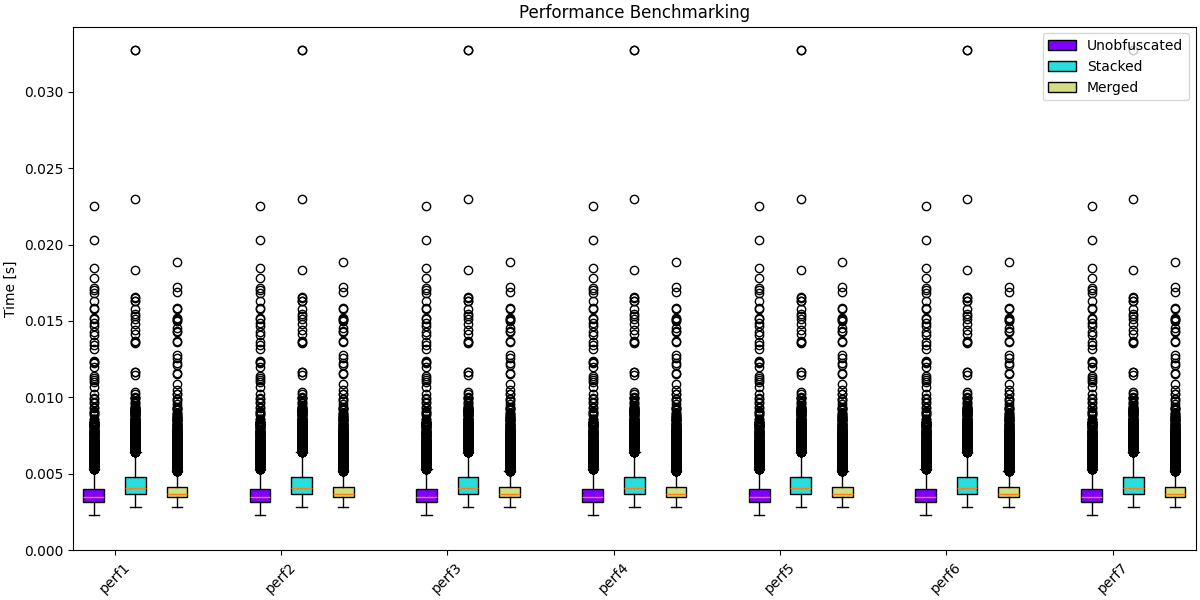 Performance Benchmarking
Unobfuscated
Stacked
Merged
Time [s]
0.030
0.025
0.020
0.015
0.010
0.005
0.000
perf1
perf2
perf3
perf4
perf5
perf6
perf7